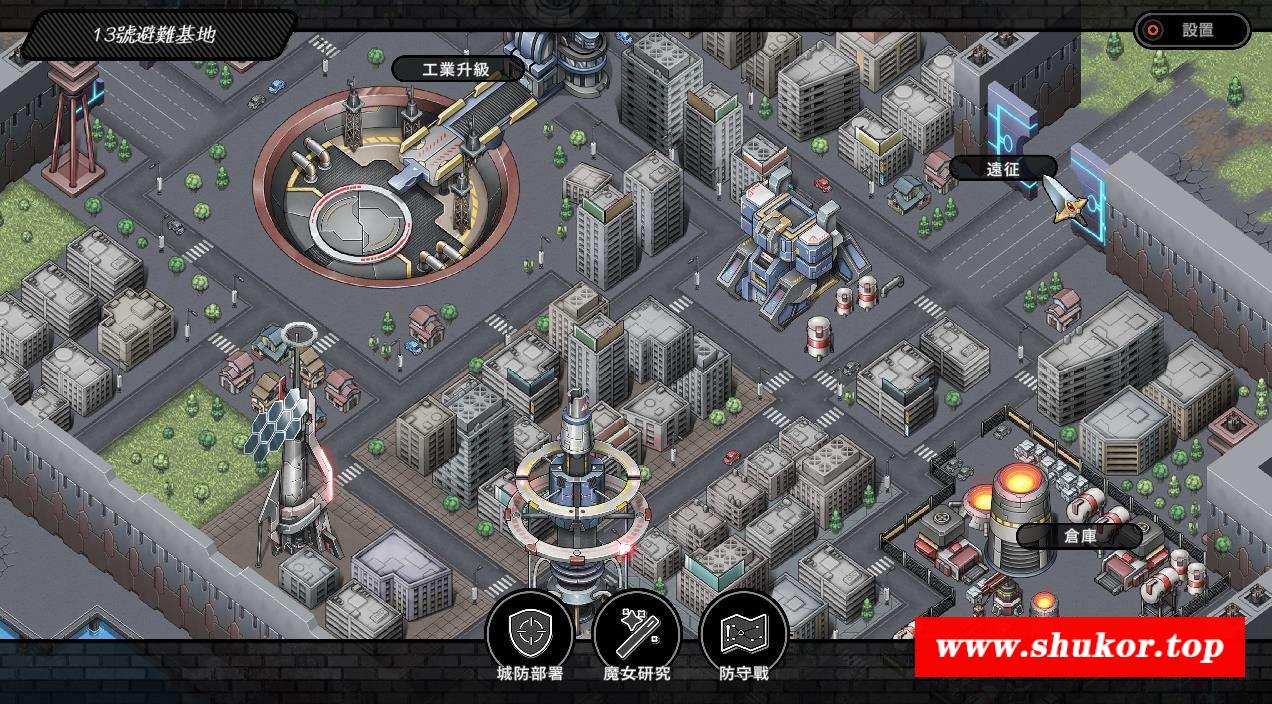 13號避難基地
設置
工業升級
遠征
倉庫
城防部署
魔女研究
防守戰
www.shukor.top